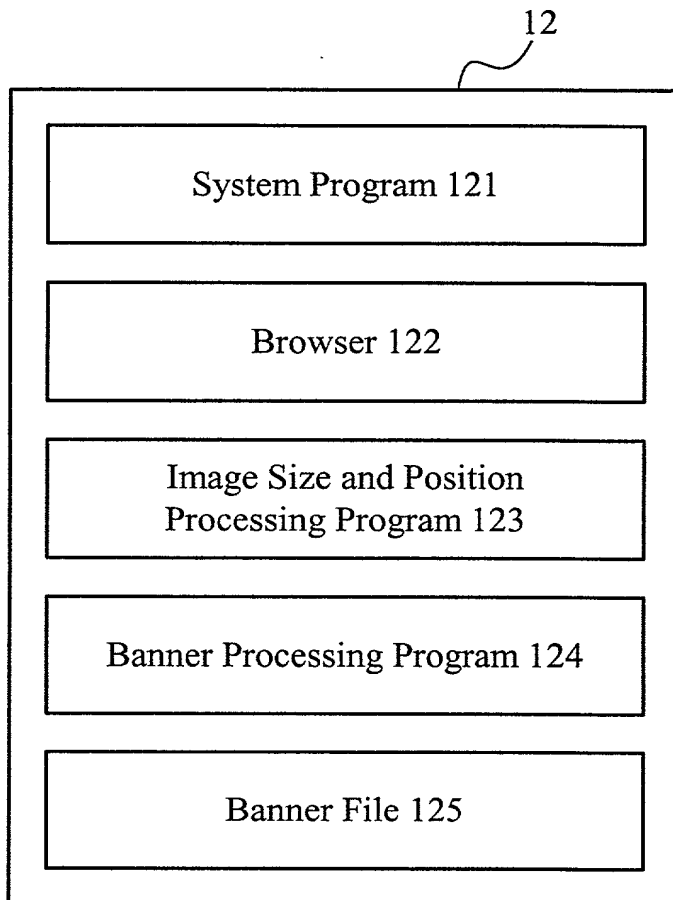 12
System Program 121
Browser 122
Image Size and Position
Processing Program 123
Banner Processing Program 124
Banner File 125